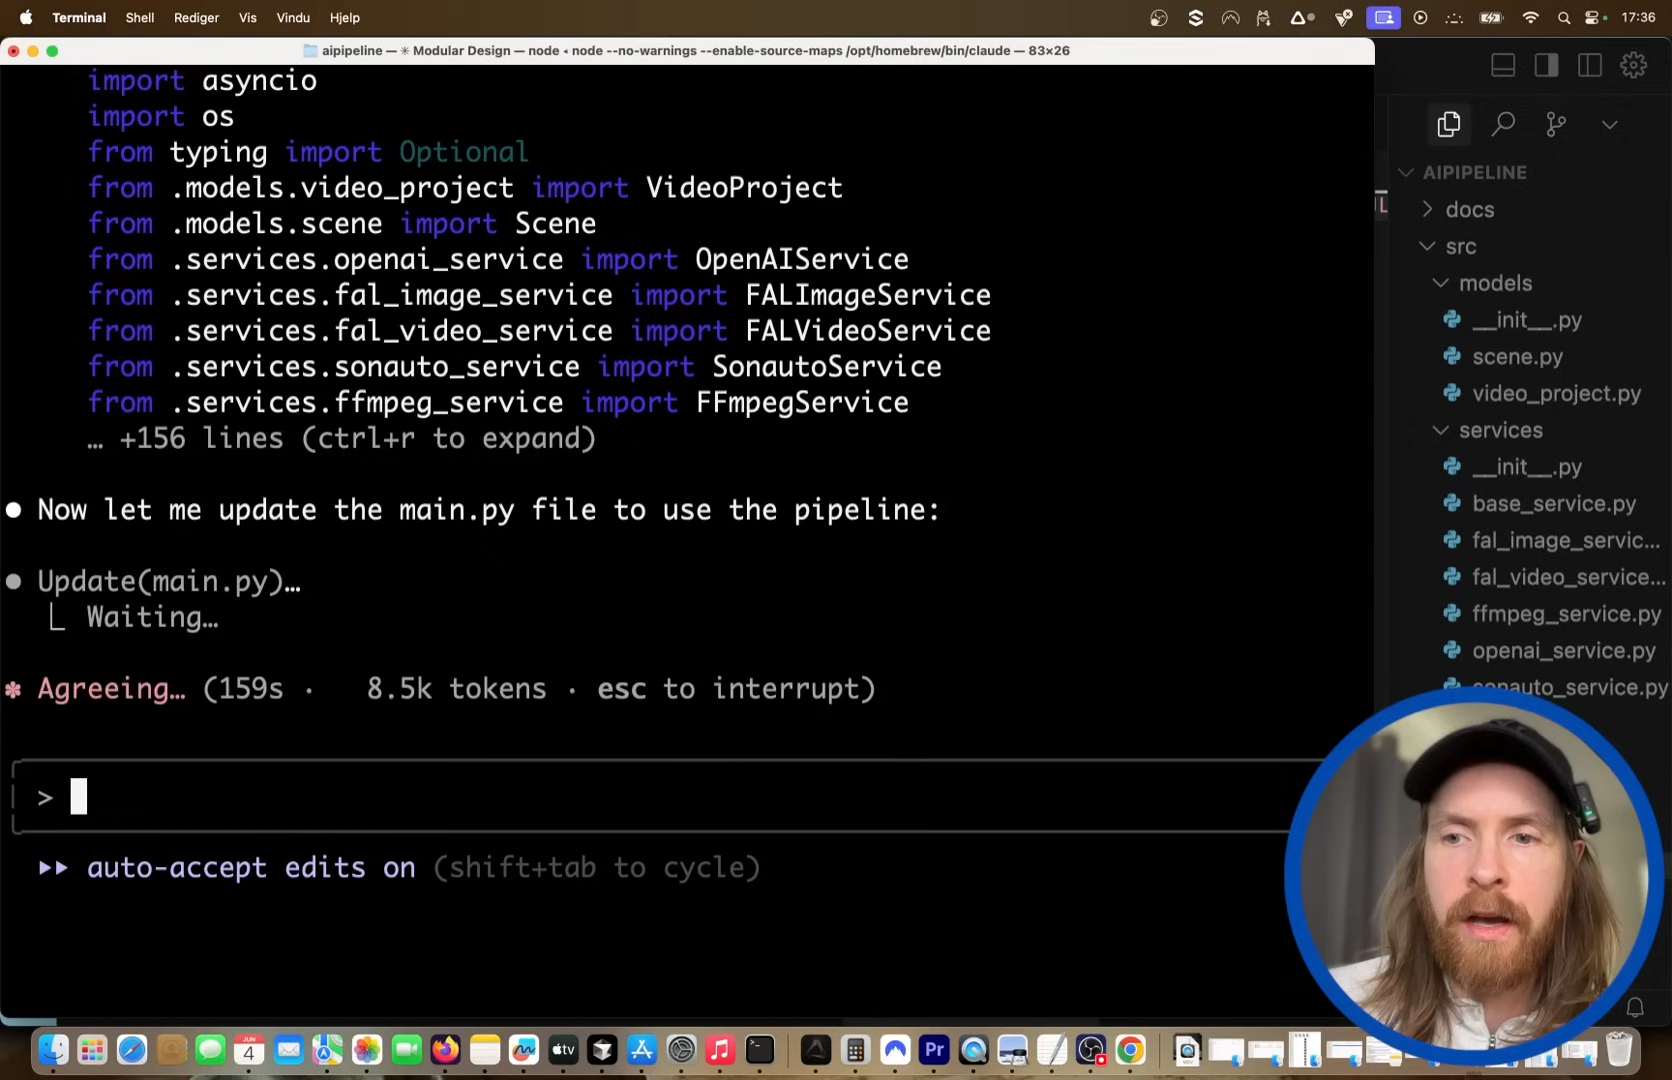 Terminal Shell Rediger Vis Vindu Hjelp 17:36
aipipeline — ✳ Modular Design — node ◂ node --no-warnings --enable-source-maps /opt/homebrew/bin/claude — 83×26
import asyncio
import os
from typing import Optional
from .models.video_project import VideoProject
from .models.scene import Scene
from .services.openai_service import OpenAIService
from .services.fal_image_service import FALImageService
from .services.fal_video_service import FALVideoService
from .services.sonauto_service import SonautoService
from .services.ffmpeg_service import FFmpegService
… +156 lines (ctrl+r to expand)
● Now let me update the main.py file to use the pipeline:
● Update(main.py)…
⎿ Waiting…
✽ Agreeing… (159s · 8.5k tokens · esc to interrupt)
>
▸▸ auto-accept edits on (shift+tab to cycle)
AIPIPELINE
docs
src
models
__init__.py
scene.py
video_project.py
services
__init__.py
base_service.py
fal_image_servic...
fal_video_service...
ffmpeg_service.py
openai_service.py
sonauto_service.py
JUN
4
tv
Pr